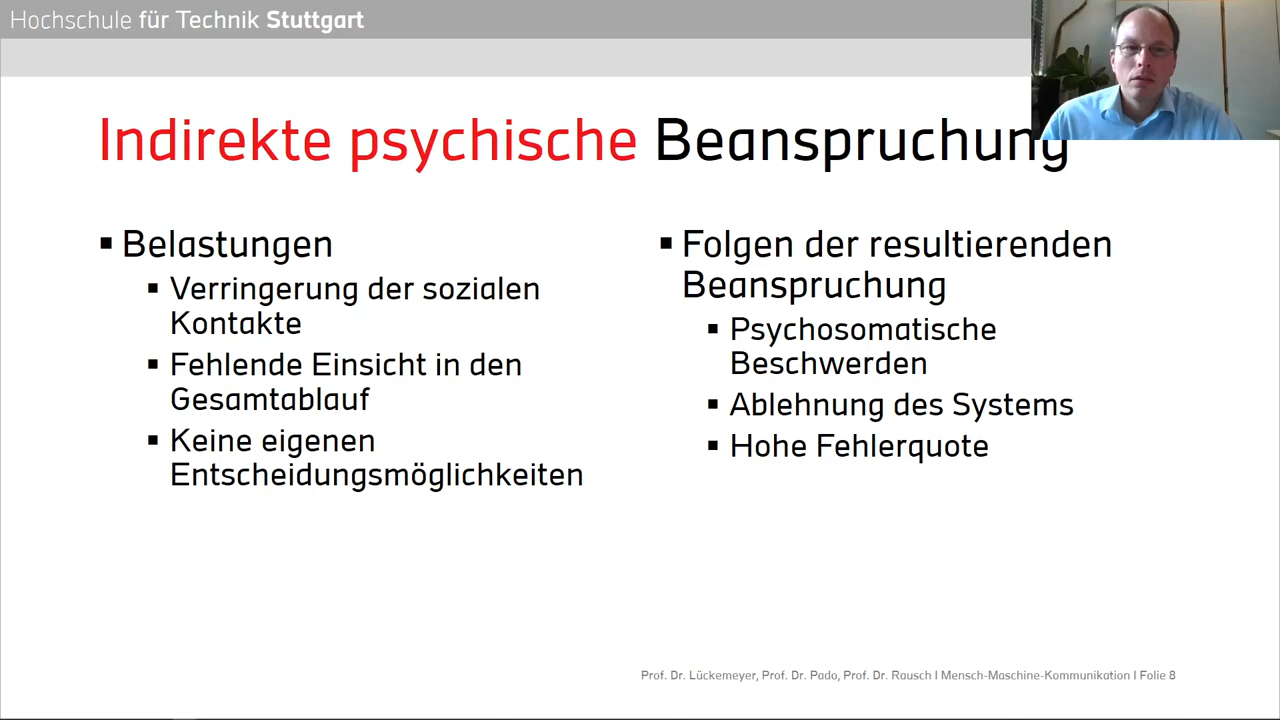 Hochschule für Technik Stuttgart
Indirekte psychische Beanspruchung
▪ Belastungen
▪ Verringerung der sozialen
Kontakte
▪ Fehlende Einsicht in den
Gesamtablauf
▪ Keine eigenen
Entscheidungsmöglichkeiten
▪ Folgen der resultierenden
Beanspruchung
▪ Psychosomatische
Beschwerden
▪ Ablehnung des Systems
▪ Hohe Fehlerquote
Prof. Dr. Lückemeyer, Prof. Dr. Pado, Prof. Dr. Rausch I Mensch-Maschine-Kommunikation I Folie 8